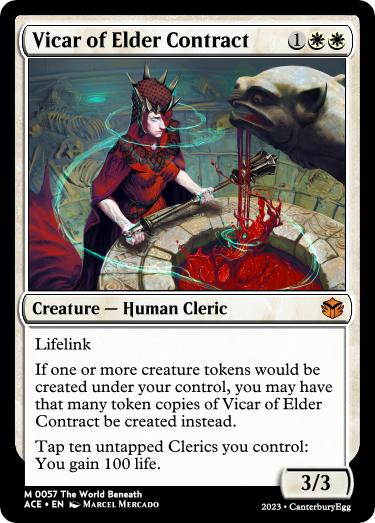 Vicar of Elder Contract 1
Creature — Human Cleric
Lifelink
If one or more creature tokens would be
created under your control, you may have
that many token copies of Vicar of Elder
Contract be created instead.
Tap ten untapped Clerics you control:
You gain 100 life.
3/3
M 0057 The World Beneath
ACE • EN Marcel Mercado
2023 • CanterburyEgg